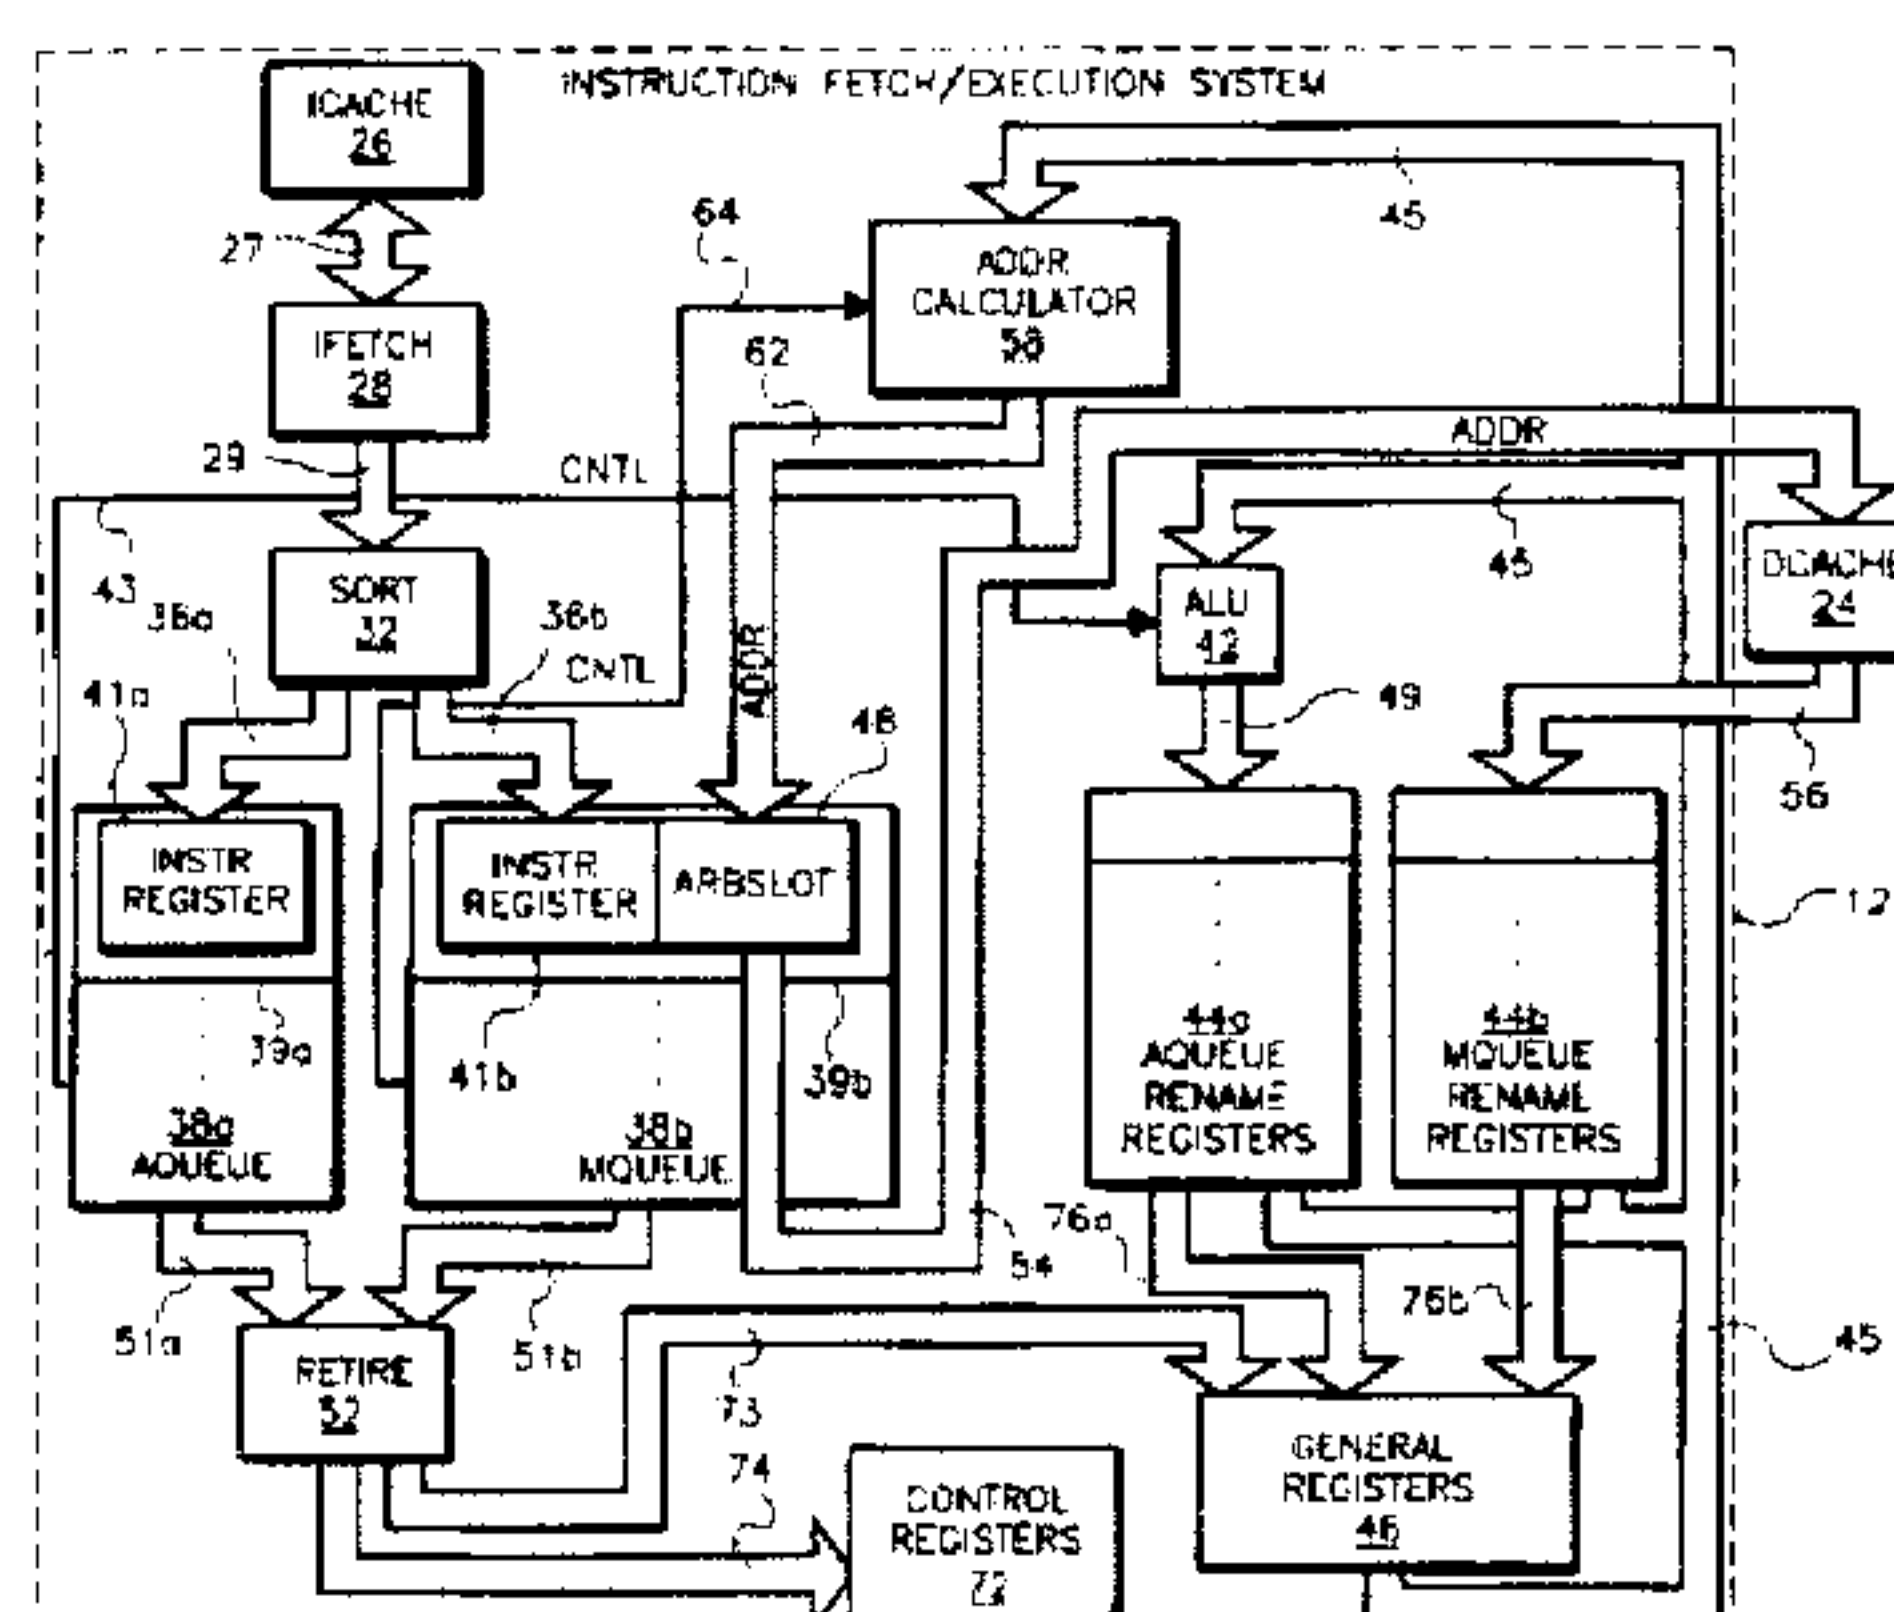 INSTRUCTION FETCH/EXECUTION SYSTEM
ICACHE
26
27
IFETCH
28
29
64
ADDR
CALCULATOR
58
45
62
CNTL
ADDR
43
SORT
32
36a
36b
CNTL
ADDR
45
ALU
42
DCACHE
24
49
56
41a
48
INSTR
REGISTER
INSTR
REGISTER
ARBSLOT
12
39a
41b
39b
38a
AQUEUE
38b
MQUEUE
44a
AQUEUE
RENAME
REGISTERS
44b
MQUEUE
RENAME
REGISTERS
76a
54
76b
45
51a
51b
RETIRE
52
73
74
CONTROL
REGISTERS
72
GENERAL
REGISTERS
46